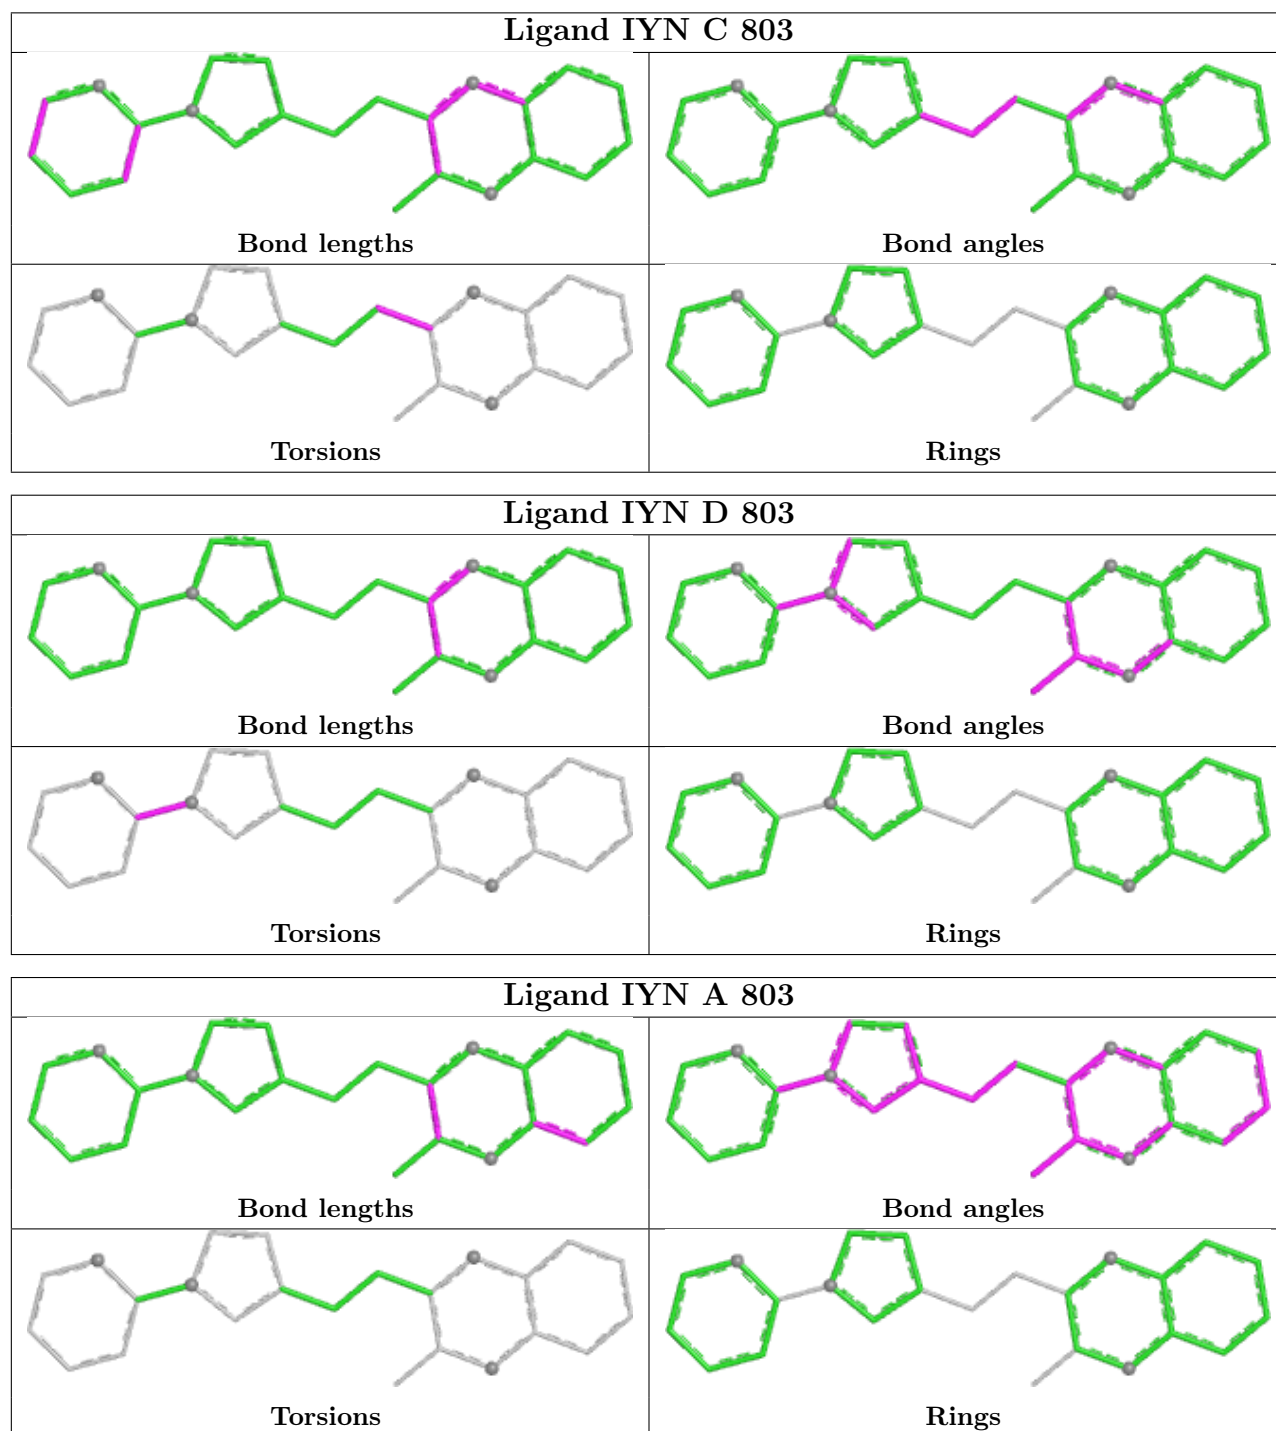 Ligand IYN C 803
Bond lengths
Bond angles
Torsions
Rings
Ligand IYN D 803
Bond lengths
Bond angles
Torsions
Rings
Ligand IYN A 803
Bond lengths
Bond angles
Torsions
Rings